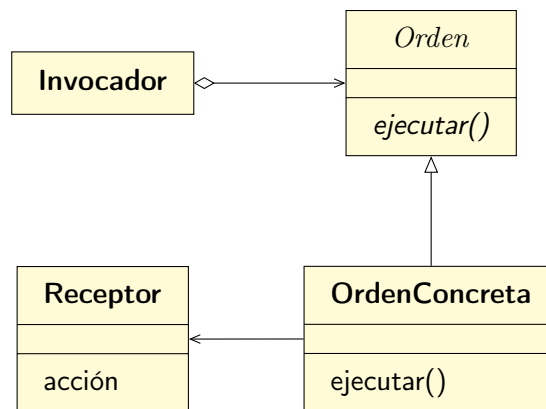 Orden
Invocador
ejecutar()
Receptor
OrdenConcreta
acción
ejecutar()